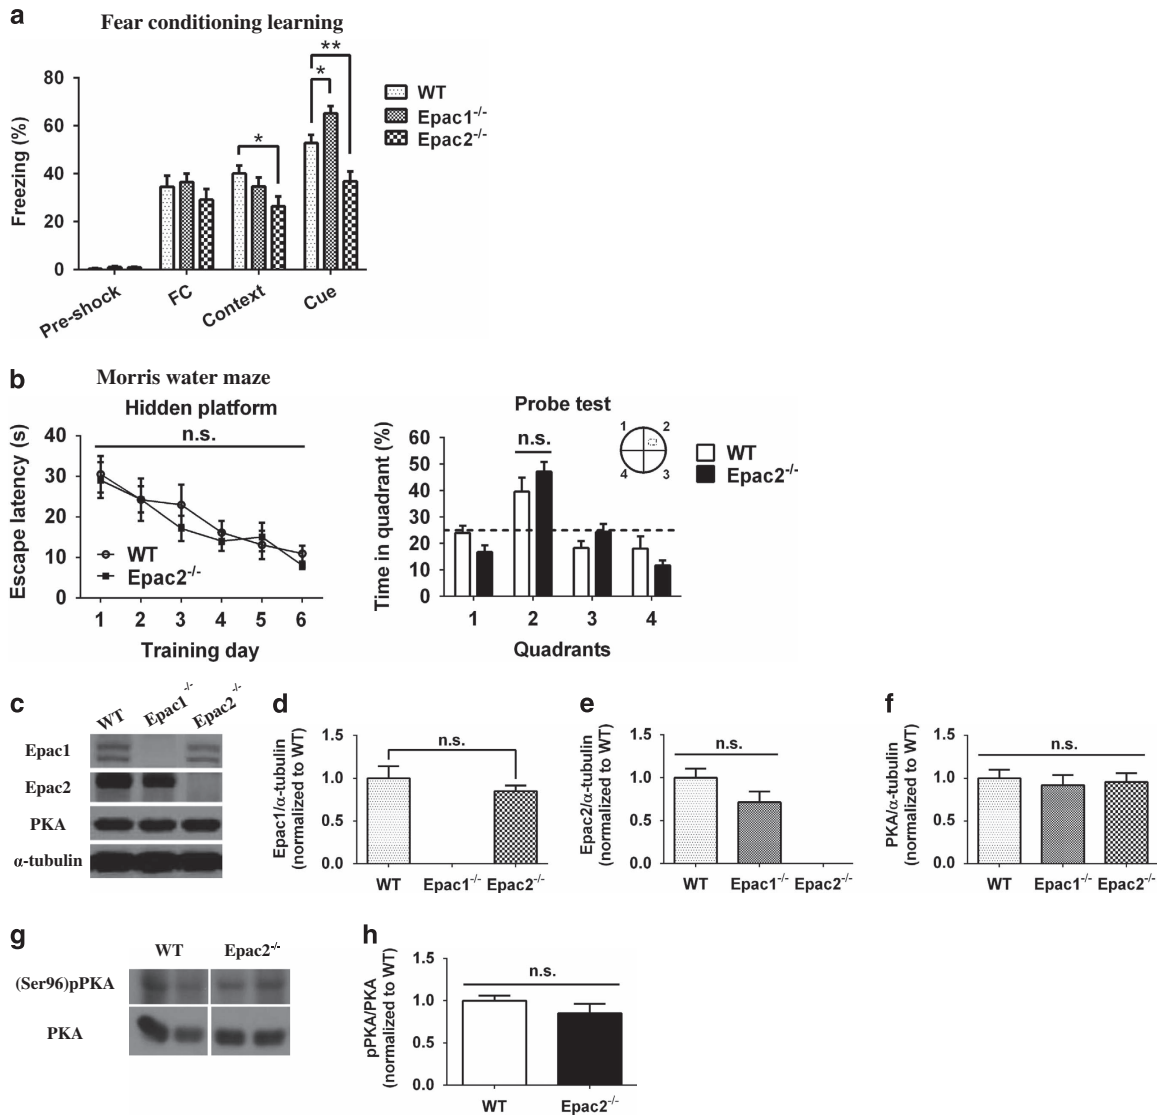 a
Fear conditioning learning
**
*
*
80
60
40
20
0
Freezing (%)
Pre-shock
FC
Context
Cue
WT
Epac1-/-
Epac2-/-
b
Morris water maze
Hidden platform
n.s.
40
30
20
10
0
Escape latency (s)
WT
Epac2-/-
1 2 3 4 5 6
Training day
Probe test
n.s.
60
50
40
30
20
10
0
Time in quadrant (%)
1 2
4 3
WT
Epac2-/-
1 2 3 4
Quadrants
c
WT
Epac1-/-
Epac2-/-
Epac1
Epac2
PKA
α-tubulin
d
n.s.
1.5
1.0
0.5
0.0
Epac1/α-tubulin
(normalized to WT)
WT Epac1-/- Epac2-/-
e
n.s.
1.5
1.0
0.5
0.0
Epac2/α-tubulin
(normalized to WT)
WT Epac1-/- Epac2-/-
f
n.s.
1.5
1.0
0.5
0.0
PKA/α-tubulin
(normalized to WT)
WT Epac1-/- Epac2-/-
g
WT Epac2-/-
(Ser96)pPKA
PKA
h
n.s.
1.5
1.0
0.5
0.0
pPKA/PKA
(normalized to WT)
WT Epac2-/-